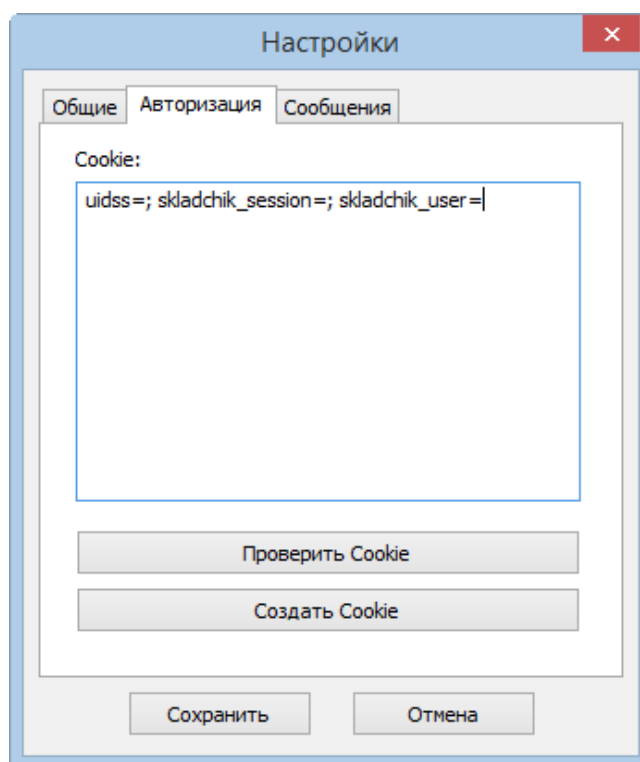 Настройки
Общие Авторизация Сообщения
Cookie:
uidss=; skladchik_session=; skladchik_user=
Проверить Cookie
Создать Cookie
Сохранить Отмена